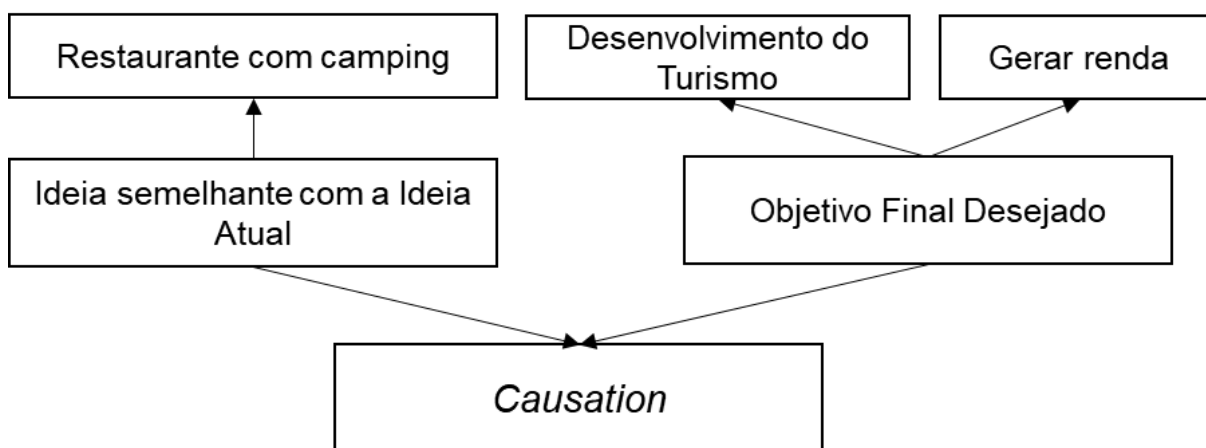 Restaurante com camping
Desenvolvimento do
Turismo
Gerar renda
Ideia semelhante com a Ideia
Atual
Objetivo Final Desejado
Causation